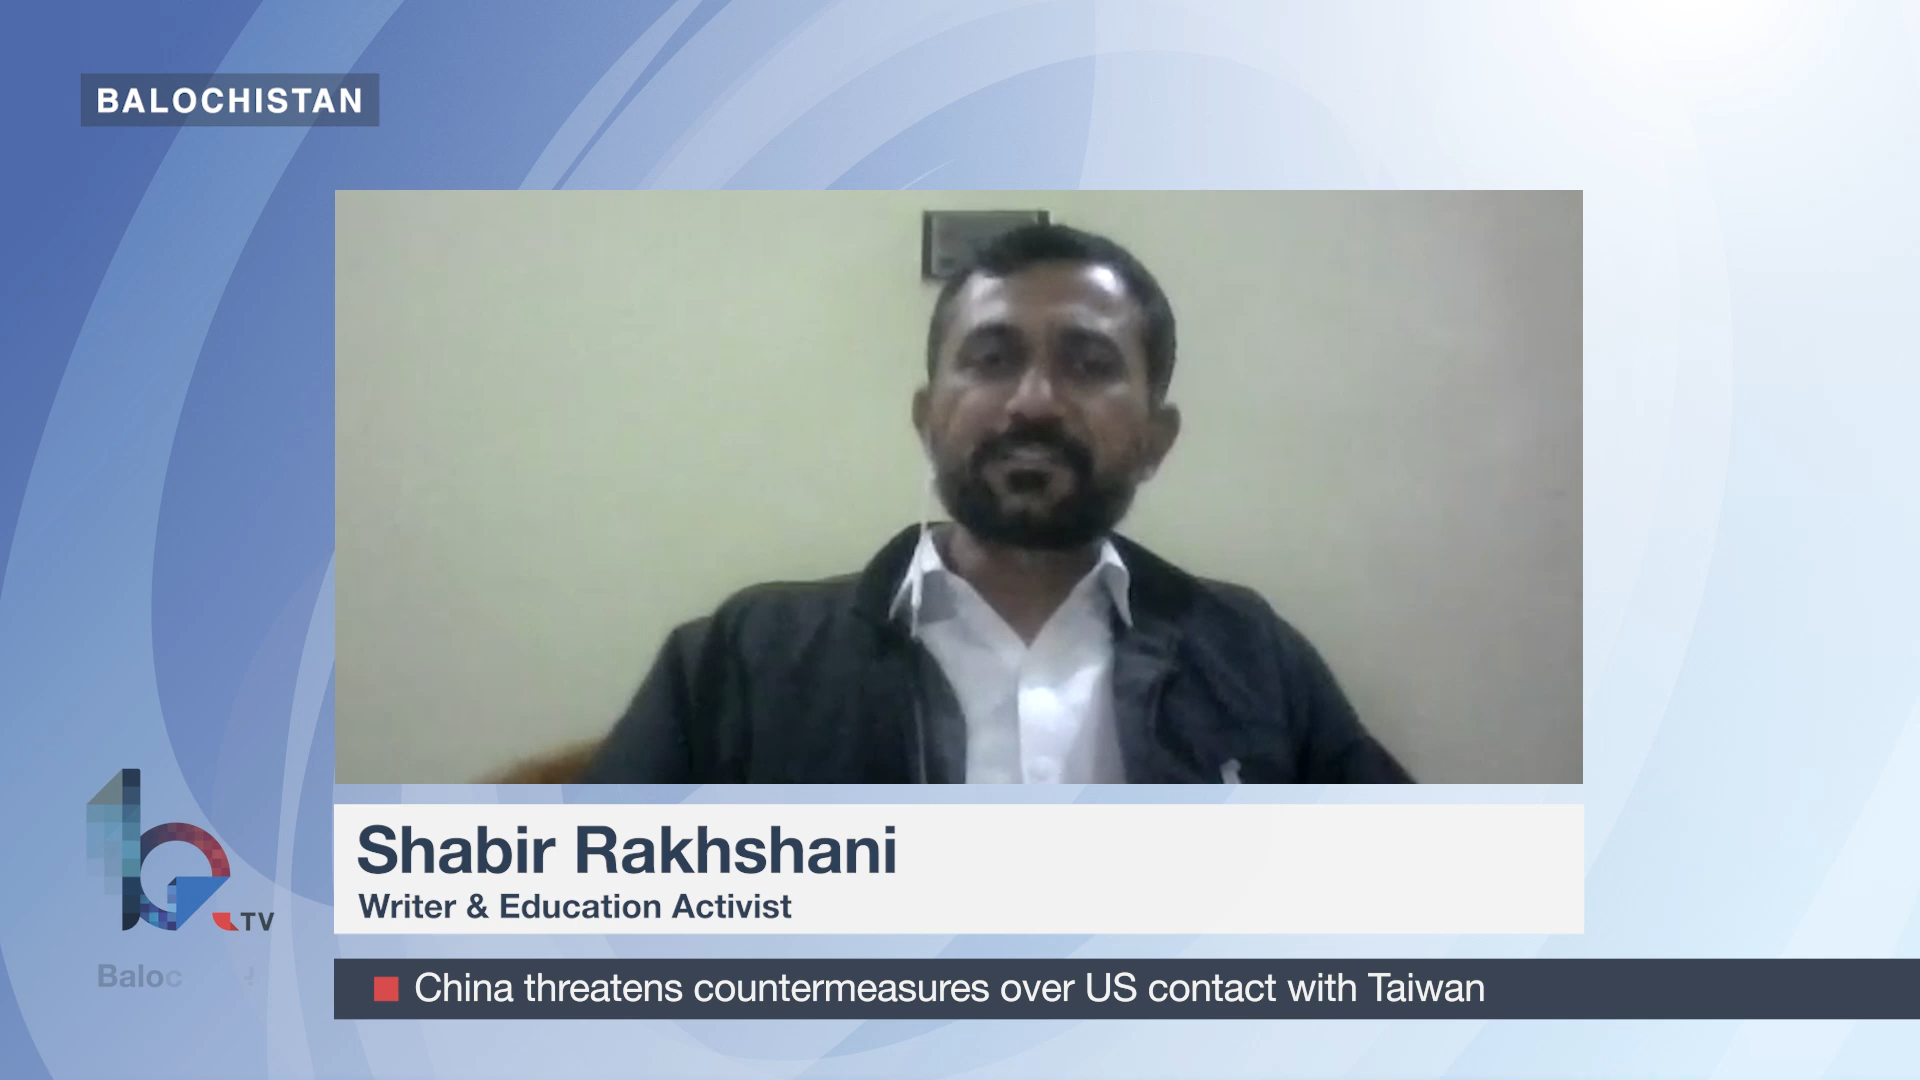 BALOCHISTAN
Shabir Rakhshani
Writer & Education Activist
TV
China threatens countermeasures over US contact with Taiwan